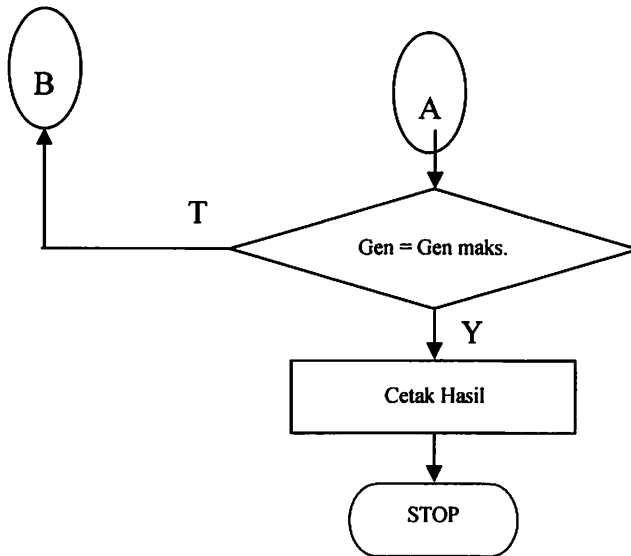 B
A
T
Gen = Gen maks.
Y
Cetak Hasil
STOP